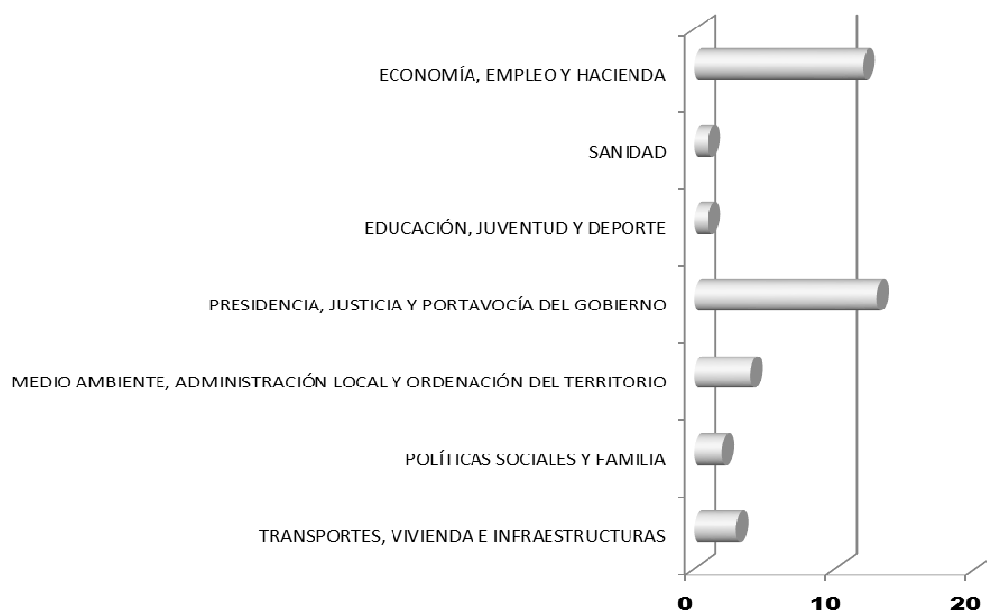 ECONOMÍA, EMPLEO Y HACIENDA
SANIDAD
EDUCACIÓN, JUVENTUD Y DEPORTE
PRESIDENCIA, JUSTICIA Y PORTAVOCÍA DEL GOBIERNO
MEDIO AMBIENTE, ADMINISTRACIÓN LOCAL Y ORDENACIÓN DEL TERRITORIO
POLÍTICAS SOCIALES Y FAMILIA
TRANSPORTES, VIVIENDA E INFRAESTRUCTURAS
0 10 20